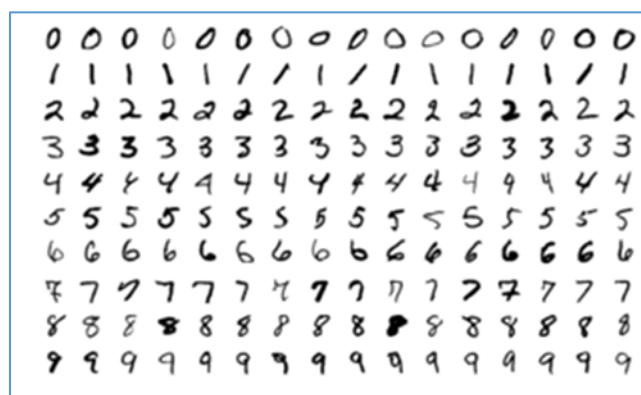 0 0 0 0 0 0 0 0 0 0 0 0 0 0 0 0
1 1 1 1 1 1 1 1 1 1 1 1 1 1 1 1
2 2 2 2 2 2 2 2 2 2 2 2 2 2 2 2
3 3 3 3 3 3 3 3 3 3 3 3 3 3 3 3
4 4 4 4 4 4 4 4 4 4 4 4 4 4 4 4
5 5 5 5 5 5 5 5 5 5 5 5 5 5 5 5
6 6 6 6 6 6 6 6 6 6 6 6 6 6 6 6
7 7 7 7 7 7 7 7 7 7 7 7 7 7 7 7
8 8 8 8 8 8 8 8 8 8 8 8 8 8 8 8
9 9 9 9 9 9 9 9 9 9 9 9 9 9 9 9